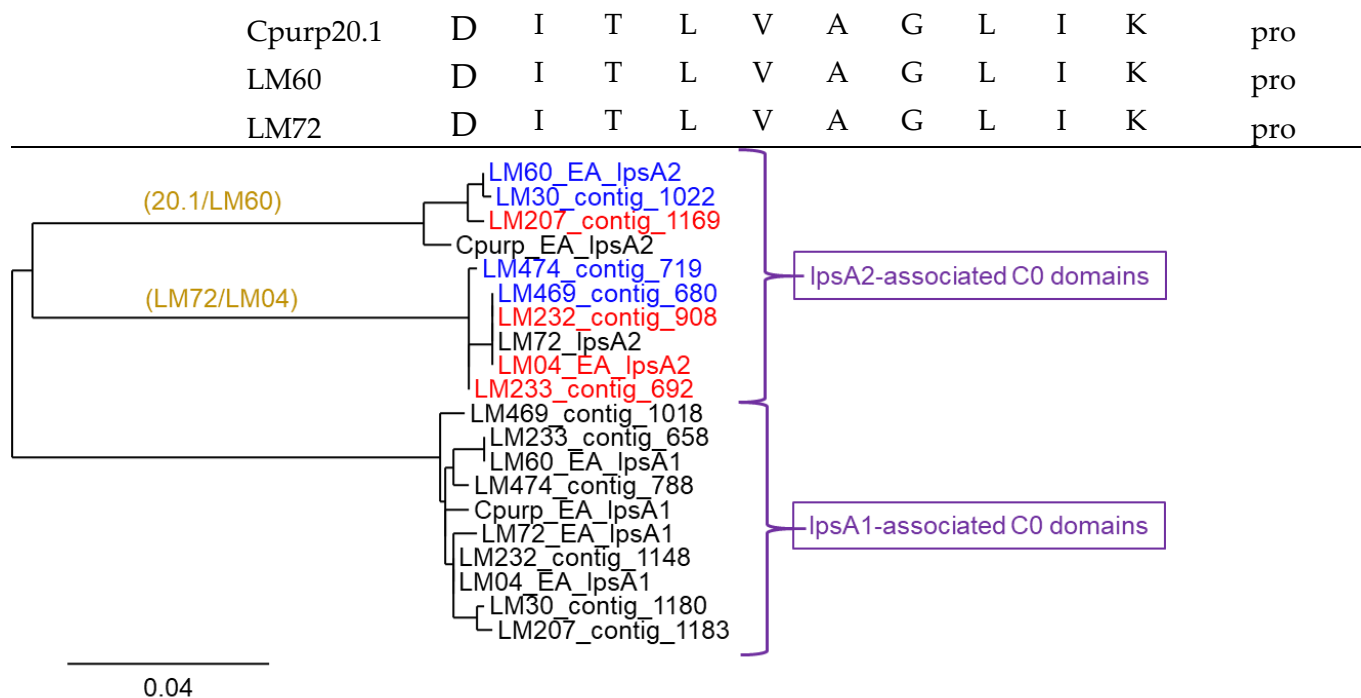 Cpurp20.1 D I T L V A G L I K pro
LM60 D I T L V A G L I K pro
LM72 D I T L V A G L I K pro
(20.1/LM60)
LM60_EA_lpsA2
LM30_contig_1022
LM207_contig_1169
Cpurp_EA_lpsA2
(LM72/LM04)
LM474_contig_719
LM469_contig_680
LM232_contig_908
LM72_lpsA2
LM04_EA_lpsA2
LM233_contig_692
lpsA2-associated C0 domains
LM469_contig_1018
LM233_contig_658
LM60_EA_lpsA1
LM474_contig_788
Cpurp_EA_lpsA1
LM72_EA_lpsA1
LM232_contig_1148
LM04_EA_lpsA1
LM30_contig_1180
LM207_contig_1183
lpsA1-associated C0 domains
0.04